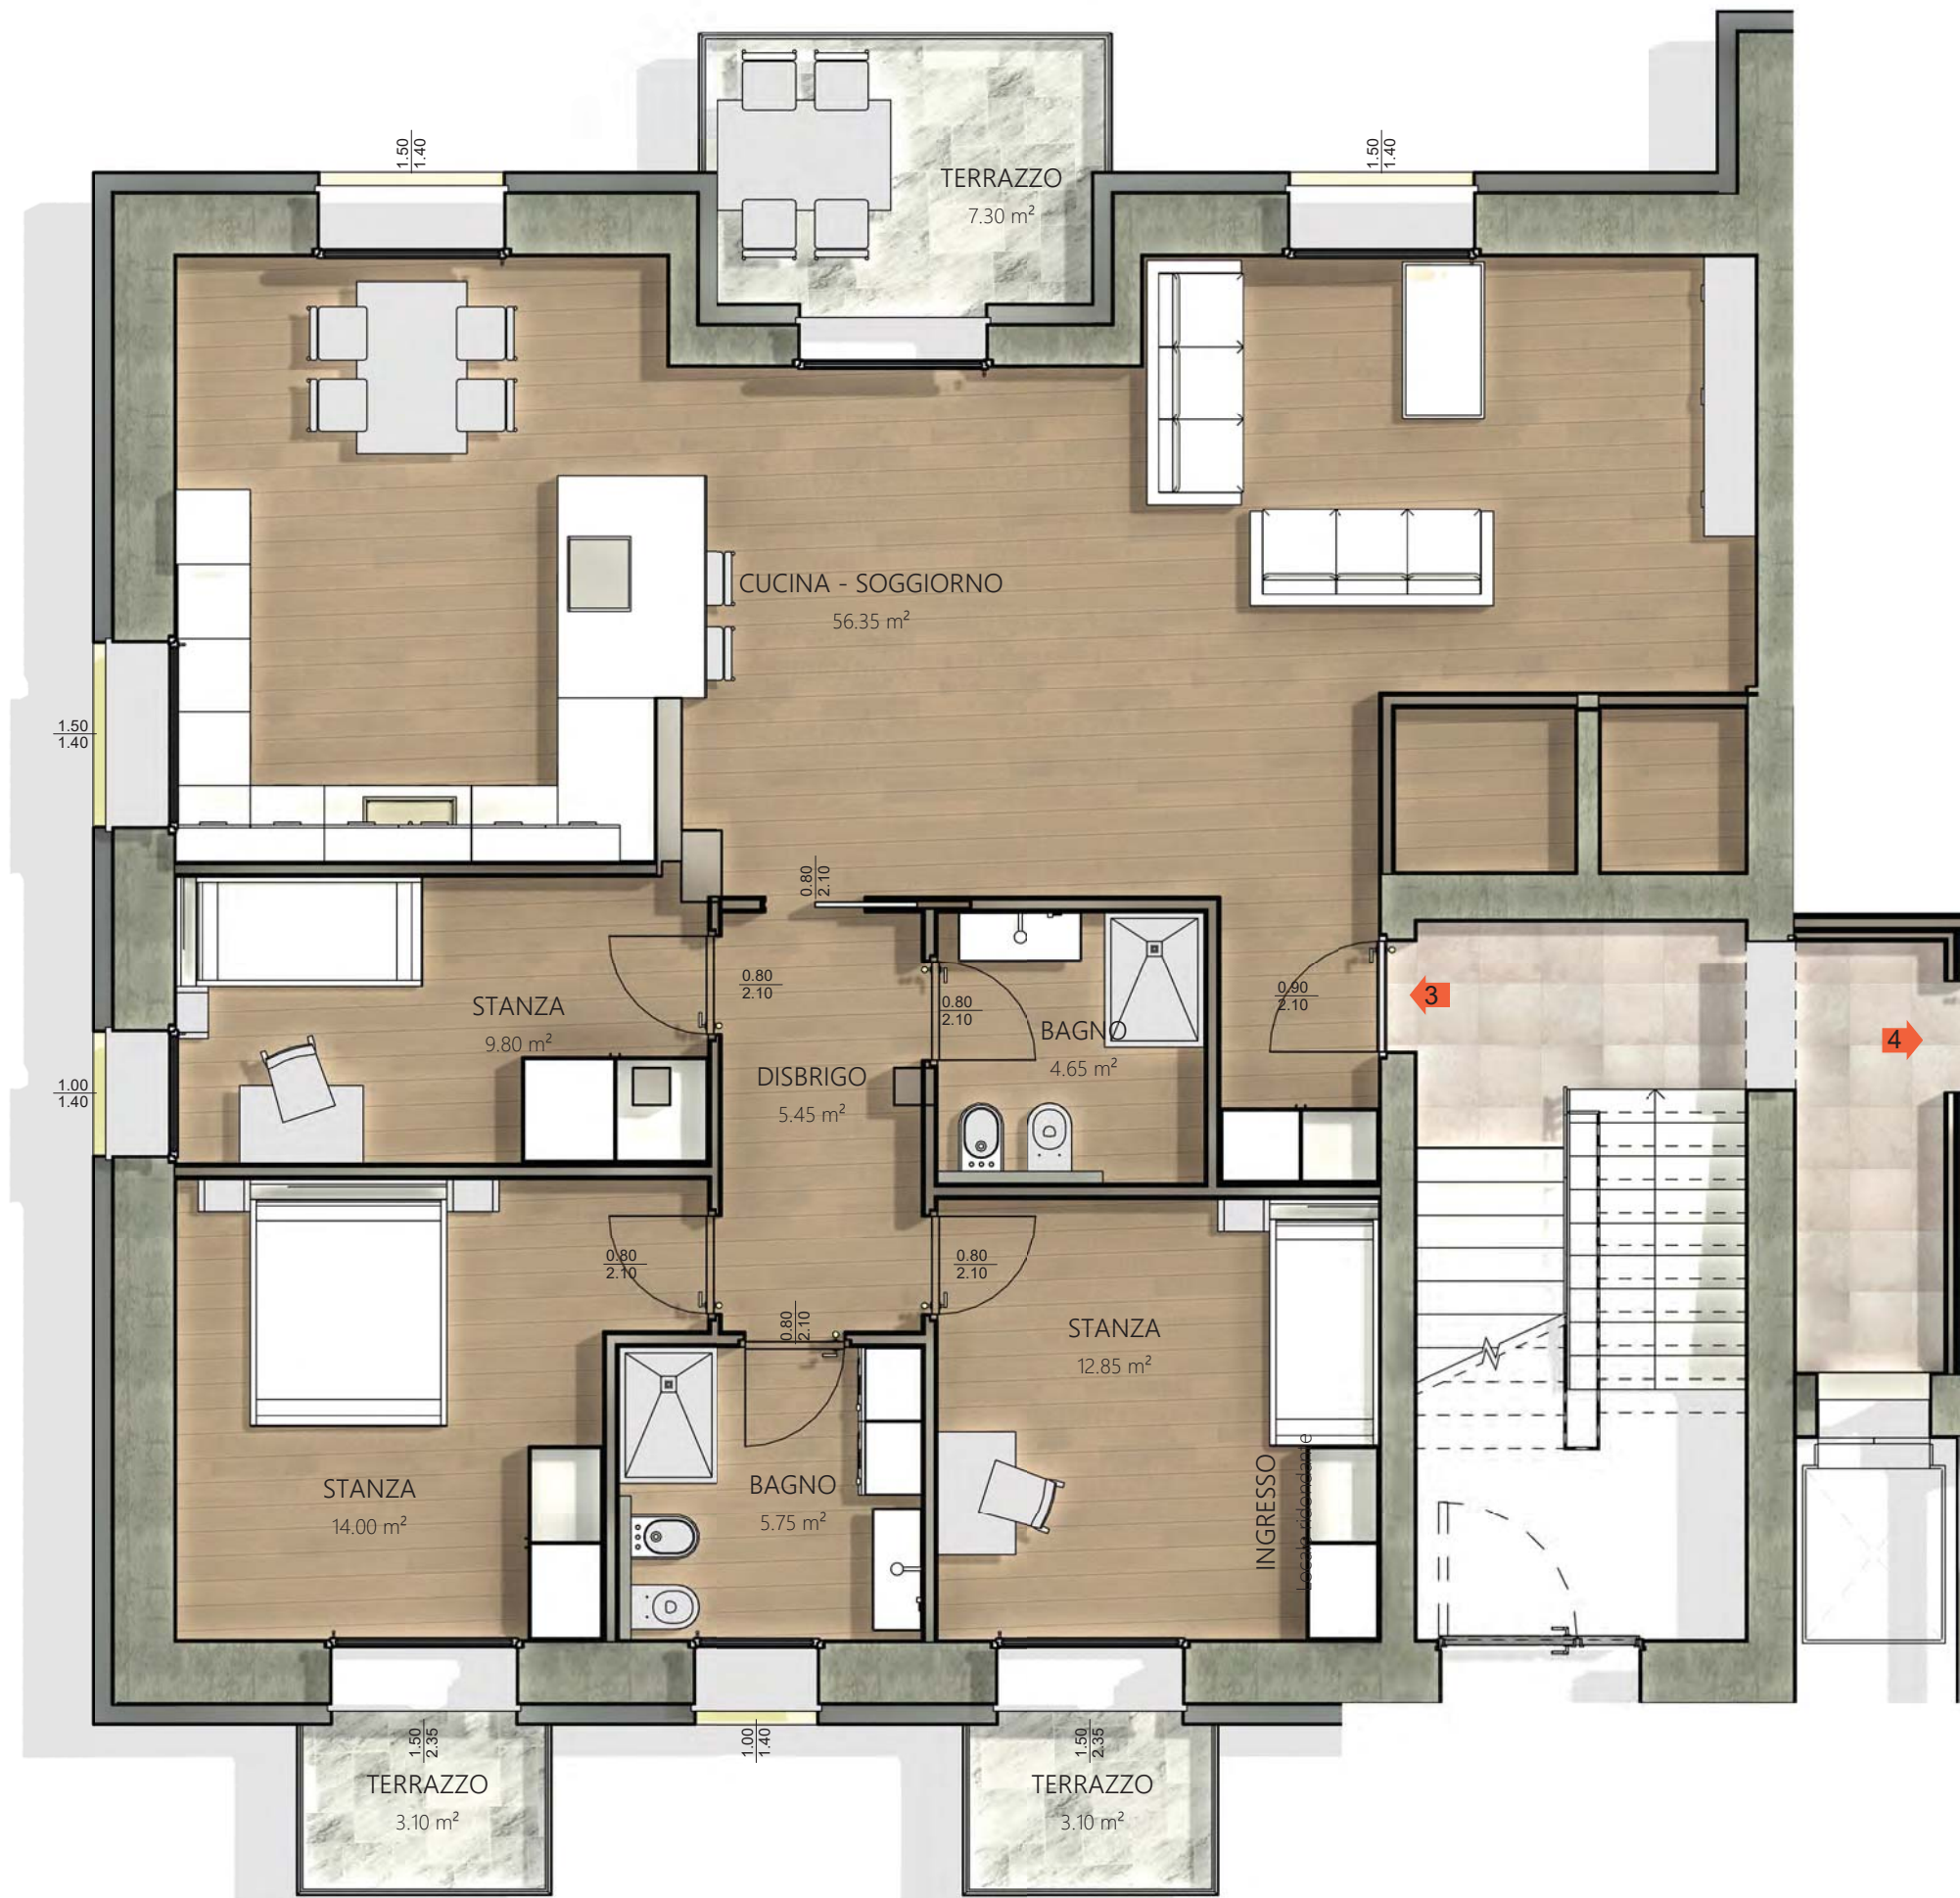 1.50
1.40
1.50
1.40
TERRAZZO
7.30 m²
CUCINA - SOGGIORNO
56.35 m²
1.50
1.40
0.80
2.10
0.80
2.10
STANZA
9.80 m²
0.80
2.10
BAGNO
4.65 m²
0.90
2.10
3
4
1.00
1.40
DISBRIGO
5.45 m²
0.80
2.10
0.80
2.10
0.80
2.10
STANZA
12.85 m²
STANZA
14.00 m²
BAGNO
5.75 m²
INGRESSO
Locale ridondante
1.50
2.35
1.00
1.40
1.50
2.35
TERRAZZO
3.10 m²
TERRAZZO
3.10 m²